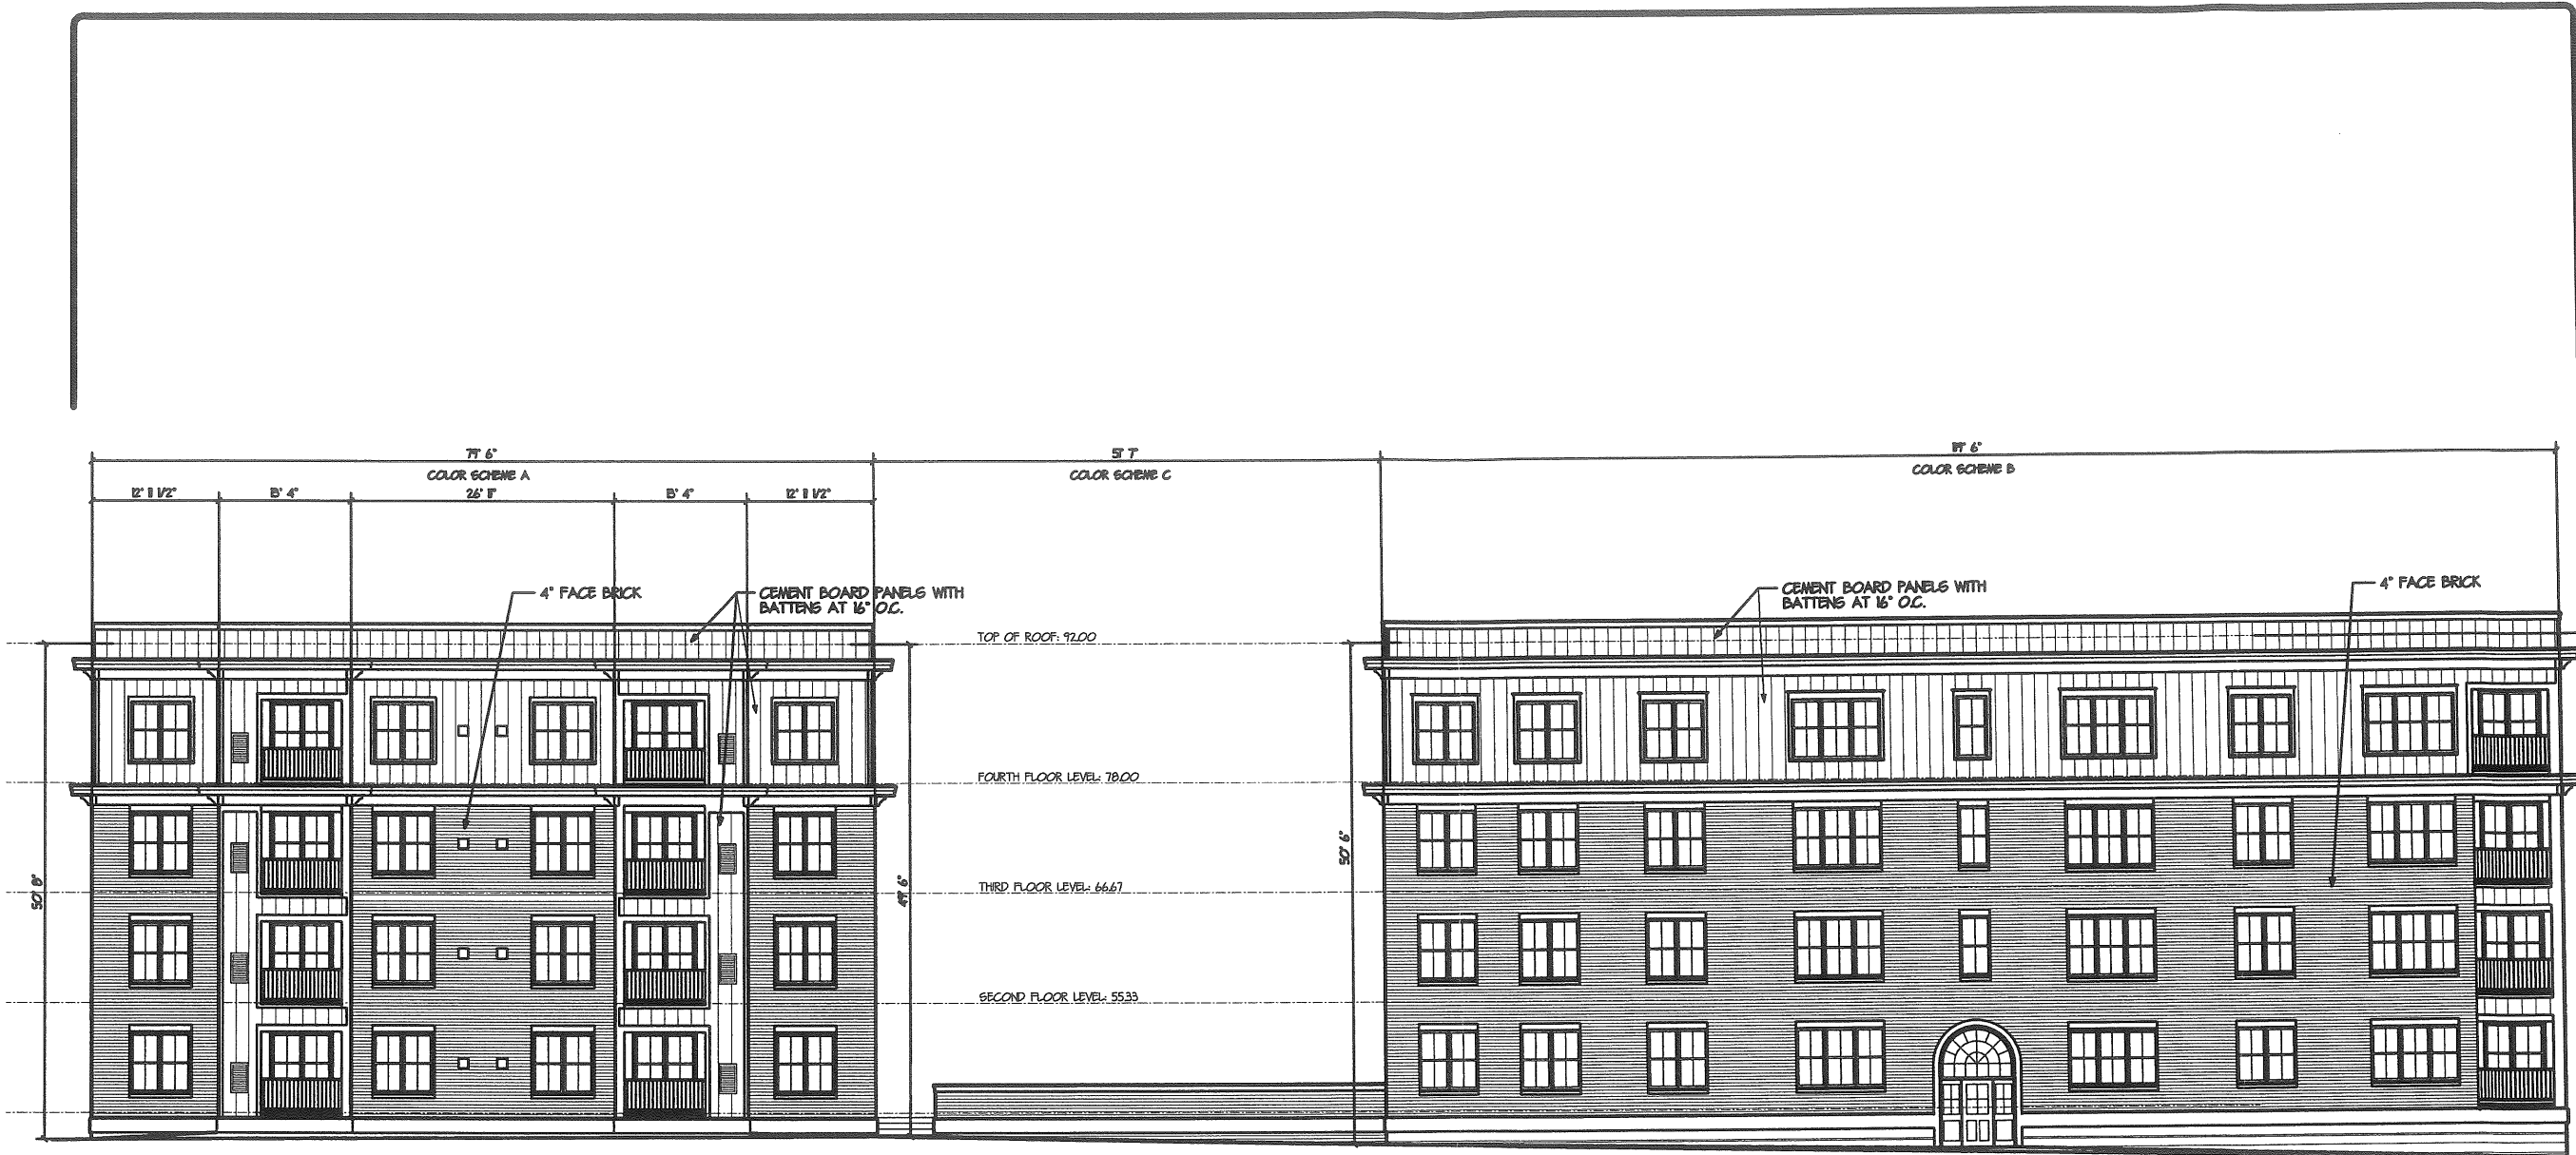 79' 6"
51' 7"
119' 6"
COLOR SCHEME A
COLOR SCHEME C
COLOR SCHEME B
12' 11 1/2"
13' 4"
26' 11"
13' 4"
12' 11 1/2"
4" FACE BRICK
CEMENT BOARD PANELS WITH
BATTENS AT 16" O.C.
CEMENT BOARD PANELS WITH
BATTENS AT 16" O.C.
4" FACE BRICK
TOP OF ROOF: 92.00
FOURTH FLOOR LEVEL: 78.00
50' 6"
THIRD FLOOR LEVEL: 66.67
50' 8"
49' 6"
SECOND FLOOR LEVEL: 55.33